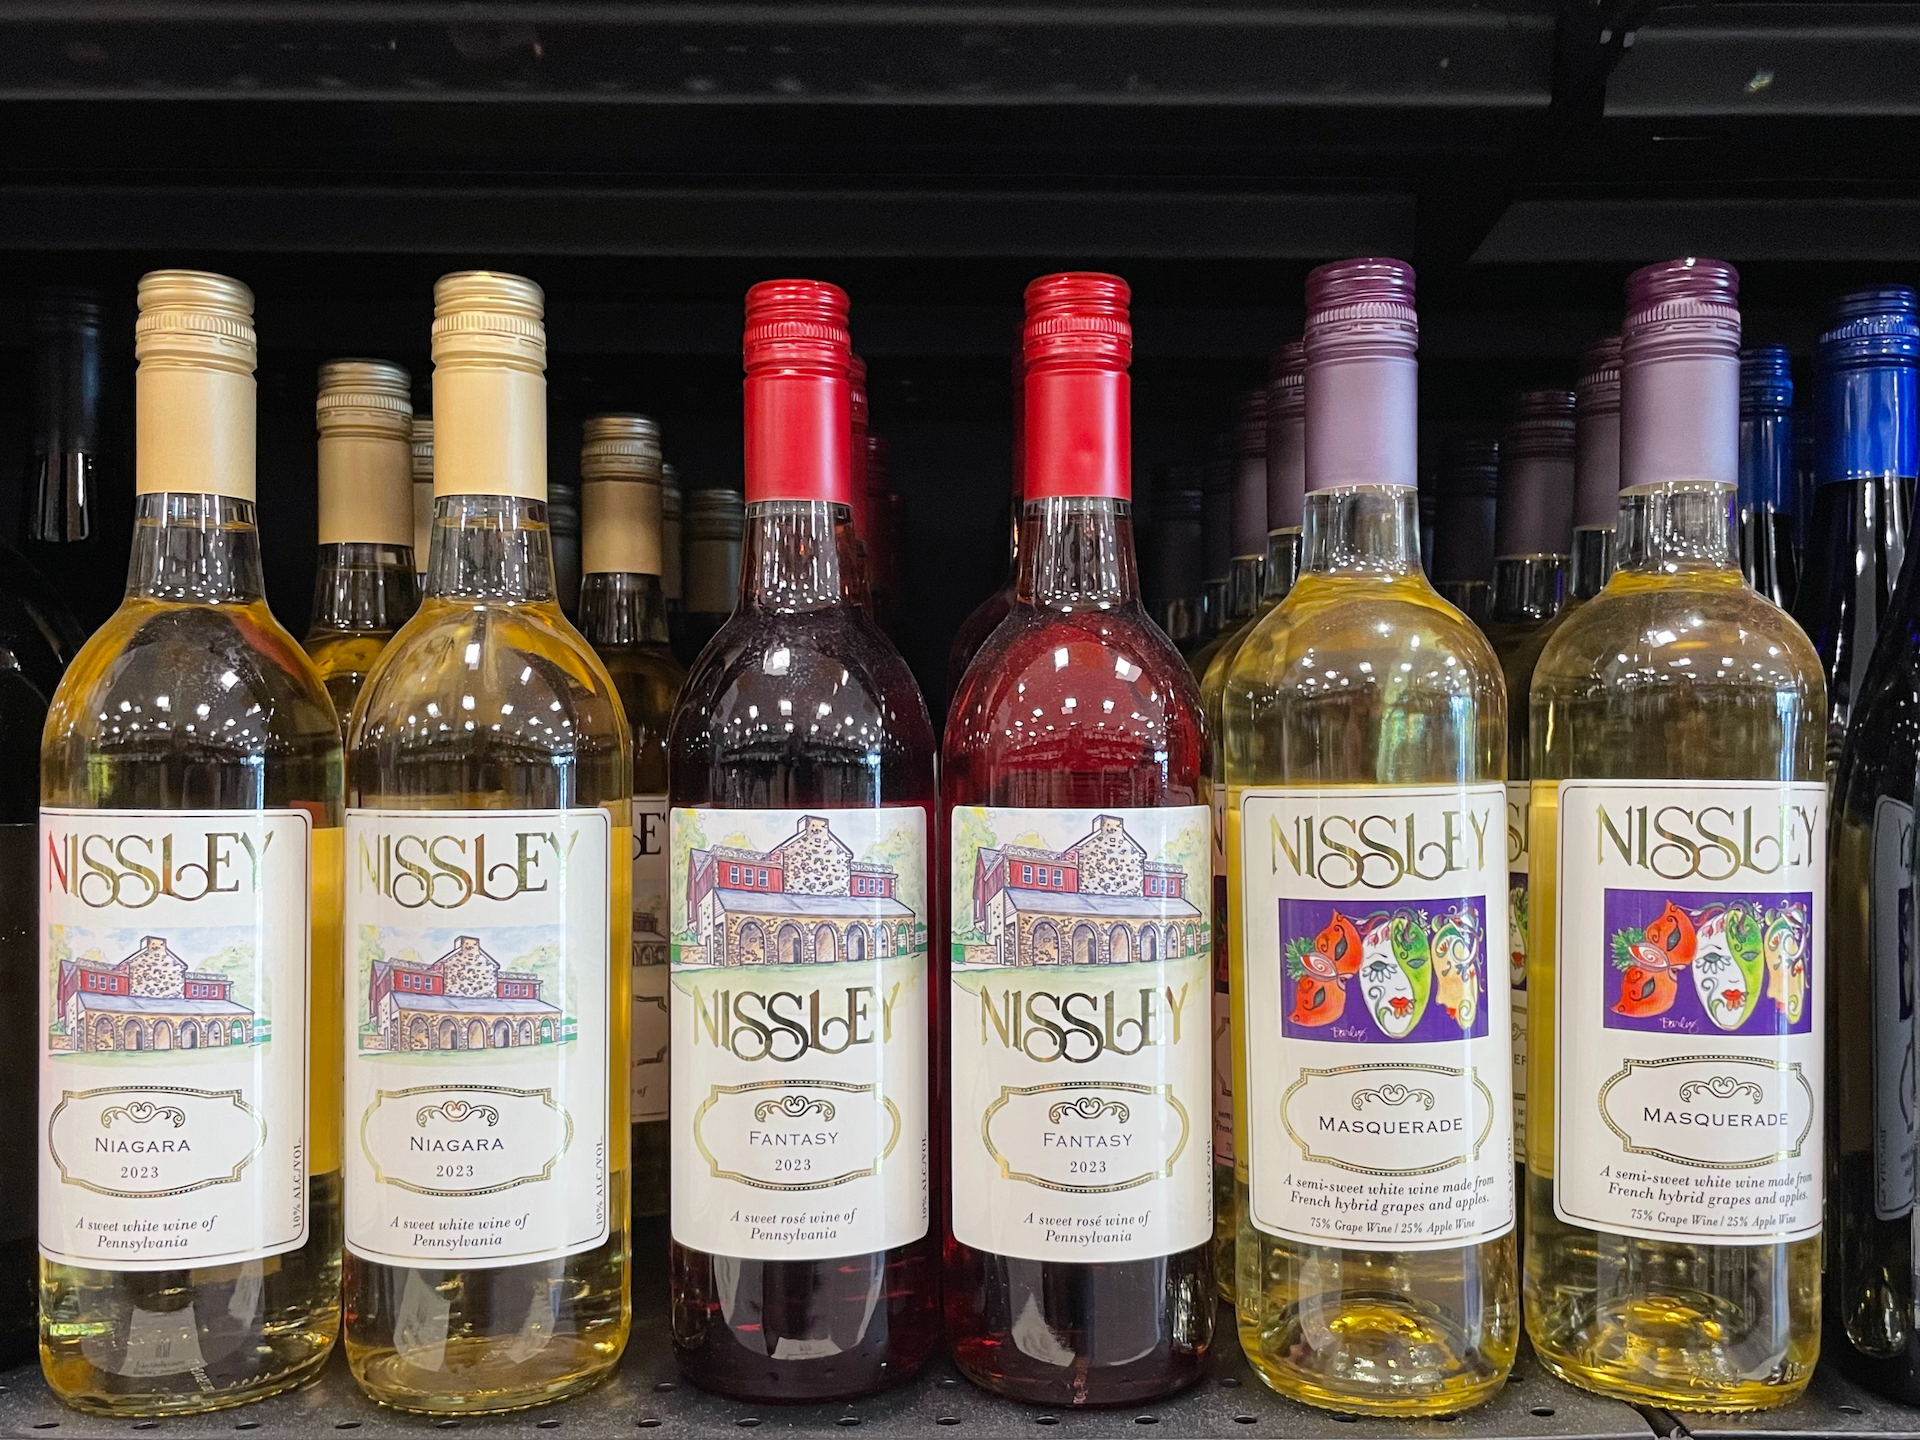 NISSLEY
NIAGARA
2023
A sweet white wine of
Pennsylvania
10% ALC./VOL.
NISSLEY
NIAGARA
2023
A sweet white wine of
Pennsylvania
10% ALC./VOL.
NISSLEY
FANTASY
2023
A sweet rosé wine of
Pennsylvania
10% ALC./VOL.
NISSLEY
FANTASY
2023
A sweet rosé wine of
Pennsylvania
10% ALC./VOL.
NISSLEY
MASQUERADE
A semi-sweet white wine made from
French hybrid grapes and apples.
75% Grape Wine / 25% Apple Wine
NISSLEY
MASQUERADE
A semi-sweet white wine made from
French hybrid grapes and apples.
75% Grape Wine / 25% Apple Wine